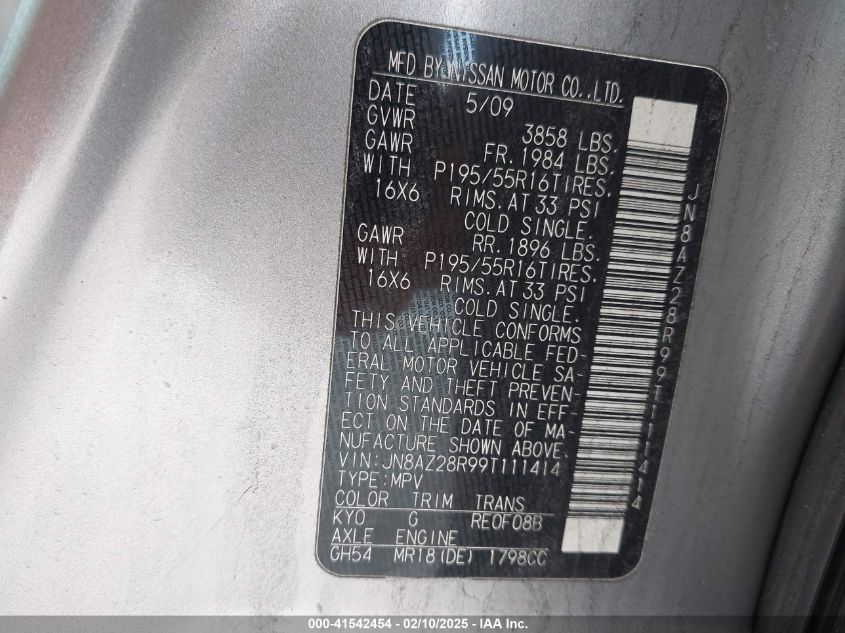 MFD BY NISSAN MOTOR CO.,LTD.
DATE 5/09
GVWR 3858 LBS.
GAWR FR. 1984 LBS.
WITH P195/55R16TIRES.
16X6 RIMS. AT 33 PSI
COLD SINGLE.
GAWR RR. 1896 LBS.
WITH P195/55R16TIRES.
16X6 RIMS. AT 33 PSI
COLD SINGLE.
THIS VEHICLE CONFORMS
TO ALL APPLICABLE FED-
ERAL MOTOR VEHICLE SA-
FETY AND THEFT PREVEN-
TION STANDARDS IN EFF-
ECT ON THE DATE OF MA-
NUFACTURE SHOWN ABOVE.
VIN:JN8AZ28R99T111414
TYPE:MPV
COLOR TRIM TRANS
KY0 G RE0F08B
AXLE ENGINE
GH54 MR18(DE) 1798CC
JN8AZ28R99T111414
000-41542454 - 02/10/2025 - IAA Inc.